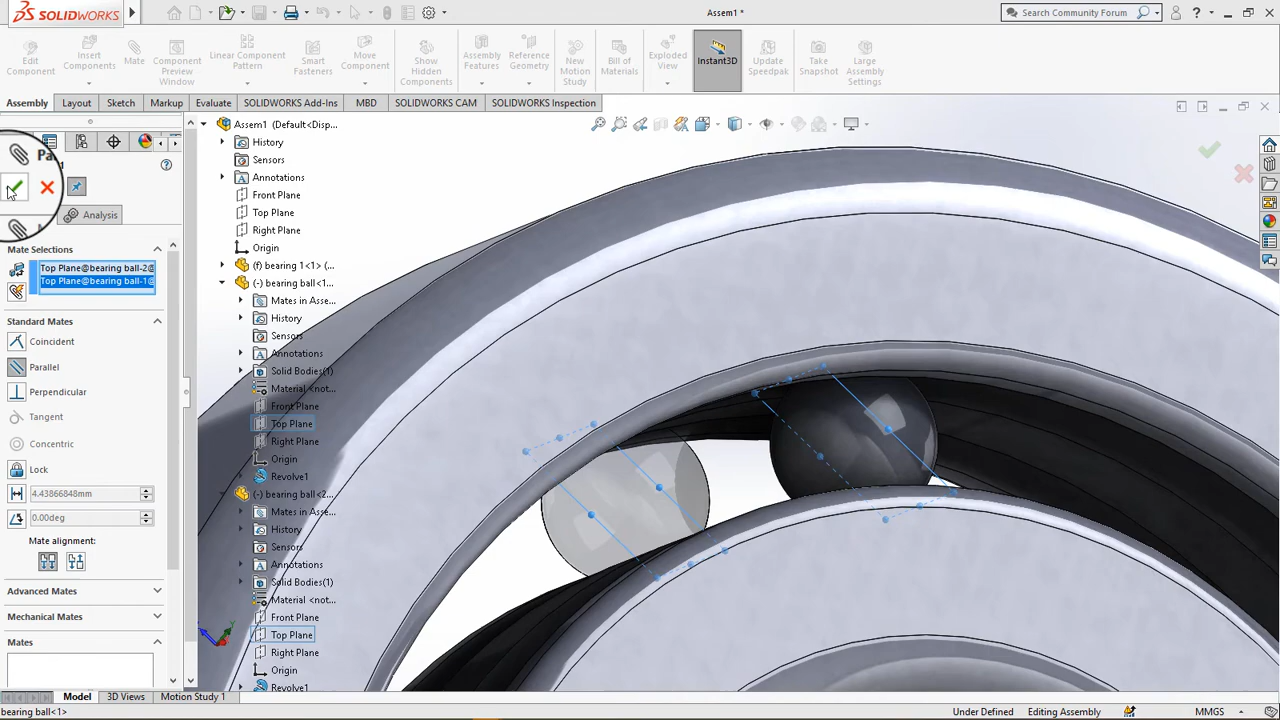 SOLIDWORKS
Assem1 *
Search Community Forum
Edit Component
Insert Components
Mate
Component Preview Window
Linear Component Pattern
Smart Fasteners
Move Component
Show Hidden Components
Assembly Features
Reference Geometry
New Motion Study
Bill of Materials
Exploded View
Instant3D
Update Speedpak
Take Snapshot
Large Assembly Settings
Assembly
Layout
Sketch
Markup
Evaluate
SOLIDWORKS Add-Ins
MBD
SOLIDWORKS CAM
SOLIDWORKS Inspection
Analysis
Mate Selections
Top Plane@bearing ball-2@
Top Plane@bearing ball-1@
Standard Mates
Coincident
Parallel
Perpendicular
Tangent
Concentric
Lock
4.43866848mm
0.00deg
Mate alignment:
Advanced Mates
Mechanical Mates
Mates
Assem1 (Default<Disp...
History
Sensors
Annotations
Front Plane
Top Plane
Right Plane
Origin
(f) bearing 1<1> (...
(-) bearing ball<1...
Mates in Asse...
History
Sensors
Annotations
Solid Bodies(1)
Material <not...
Front Plane
Top Plane
Right Plane
Origin
Revolve1
(-) bearing ball<2...
Mates in Asse...
History
Sensors
Annotations
Solid Bodies(1)
Material <not...
Front Plane
Top Plane
Right Plane
Origin
Revolve1
Model
3D Views
Motion Study 1
bearing ball<1>
Under Defined
Editing Assembly
MMGS